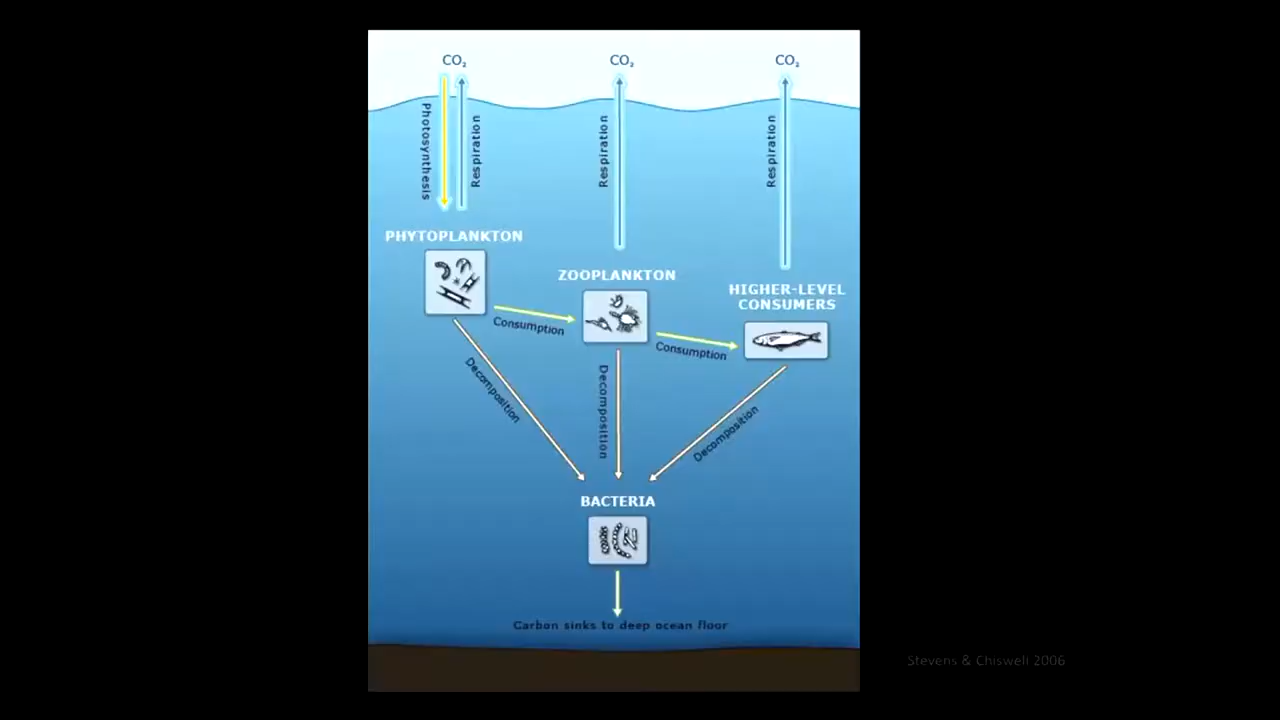 CO₂
CO₂
CO₂
Photosynthesis
Respiration
Respiration
Respiration
PHYTOPLANKTON
ZOOPLANKTON
HIGHER-LEVEL
CONSUMERS
Consumption
Consumption
Decomposition
Decomposition
Decomposition
BACTERIA
Carbon sinks to deep ocean floor
Stevens & Chiswell 2006